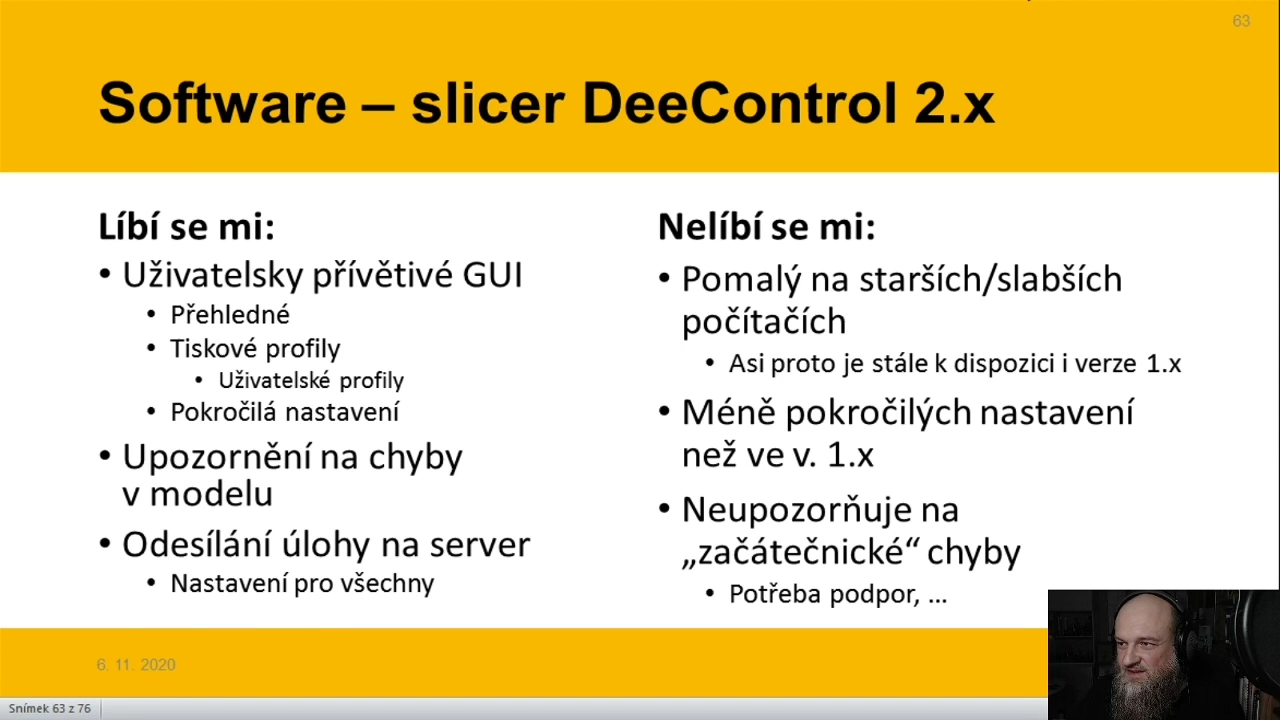 63
Software – slicer DeeControl 2.x
Líbí se mi:
• Uživatelsky přívětivé GUI
• Přehledné
• Tiskové profily
• Uživatelské profily
• Pokročilá nastavení
• Upozornění na chyby
v modelu
• Odesílání úlohy na server
• Nastavení pro všechny
Nelíbí se mi:
• Pomalý na starších/slabších
počítačích
• Asi proto je stále k dispozici i verze 1.x
• Méně pokročilých nastavení
než ve v. 1.x
• Neupozorňuje na
„začátečnické“ chyby
• Potřeba podpor, ...
6. 11. 2020
Snímek 63 z 76